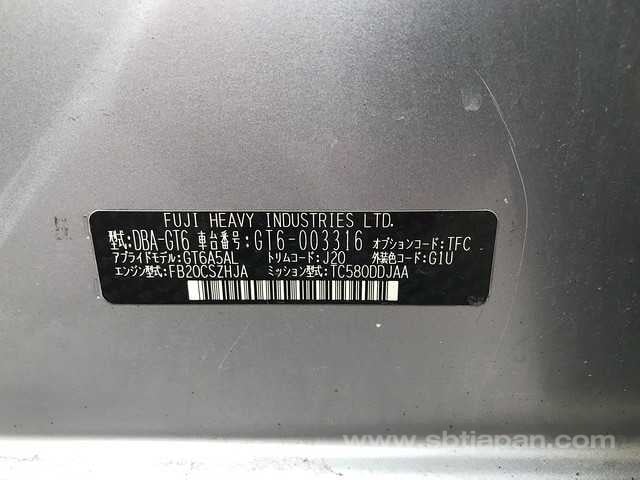 FUJI HEAVY INDUSTRIES LTD.
型式:DBA-GT6 車台番号:GT6-003316 オプションコード:TFC
アプライドモデル:GT6A5AL トリムコード:J20 外装色コード:G1U
エンジン型式:FB20CSZHJA ミッション型式:TC580DDJAA
www.sbtjapan.com